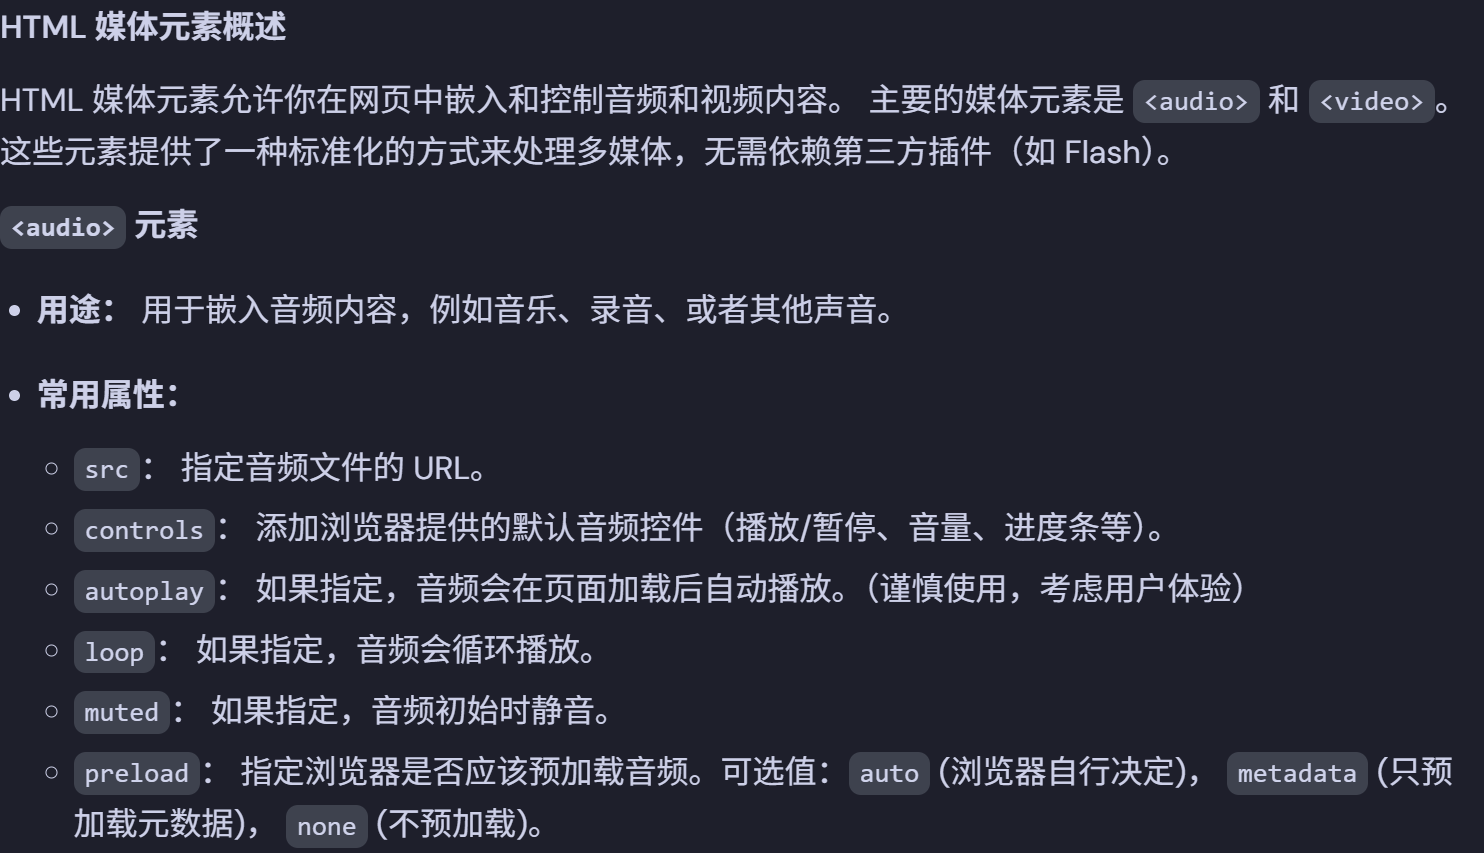 HTML 媒体元素概述
HTML 媒体元素允许你在网页中嵌入和控制音频和视频内容。 主要的媒体元素是 <audio> 和 <video>。
这些元素提供了一种标准化的方式来处理多媒体，无需依赖第三方插件（如 Flash）。
<audio> 元素
• 用途： 用于嵌入音频内容，例如音乐、录音、或者其他声音。
• 常用属性：
○ src： 指定音频文件的 URL。
○ controls： 添加浏览器提供的默认音频控件（播放/暂停、音量、进度条等）。
○ autoplay： 如果指定，音频会在页面加载后自动播放。（谨慎使用，考虑用户体验）
○ loop： 如果指定，音频会循环播放。
○ muted： 如果指定，音频初始时静音。
○ preload： 指定浏览器是否应该预加载音频。可选值：auto (浏览器自行决)定， metadata (只预
加载元数据)， none (不预加载)。